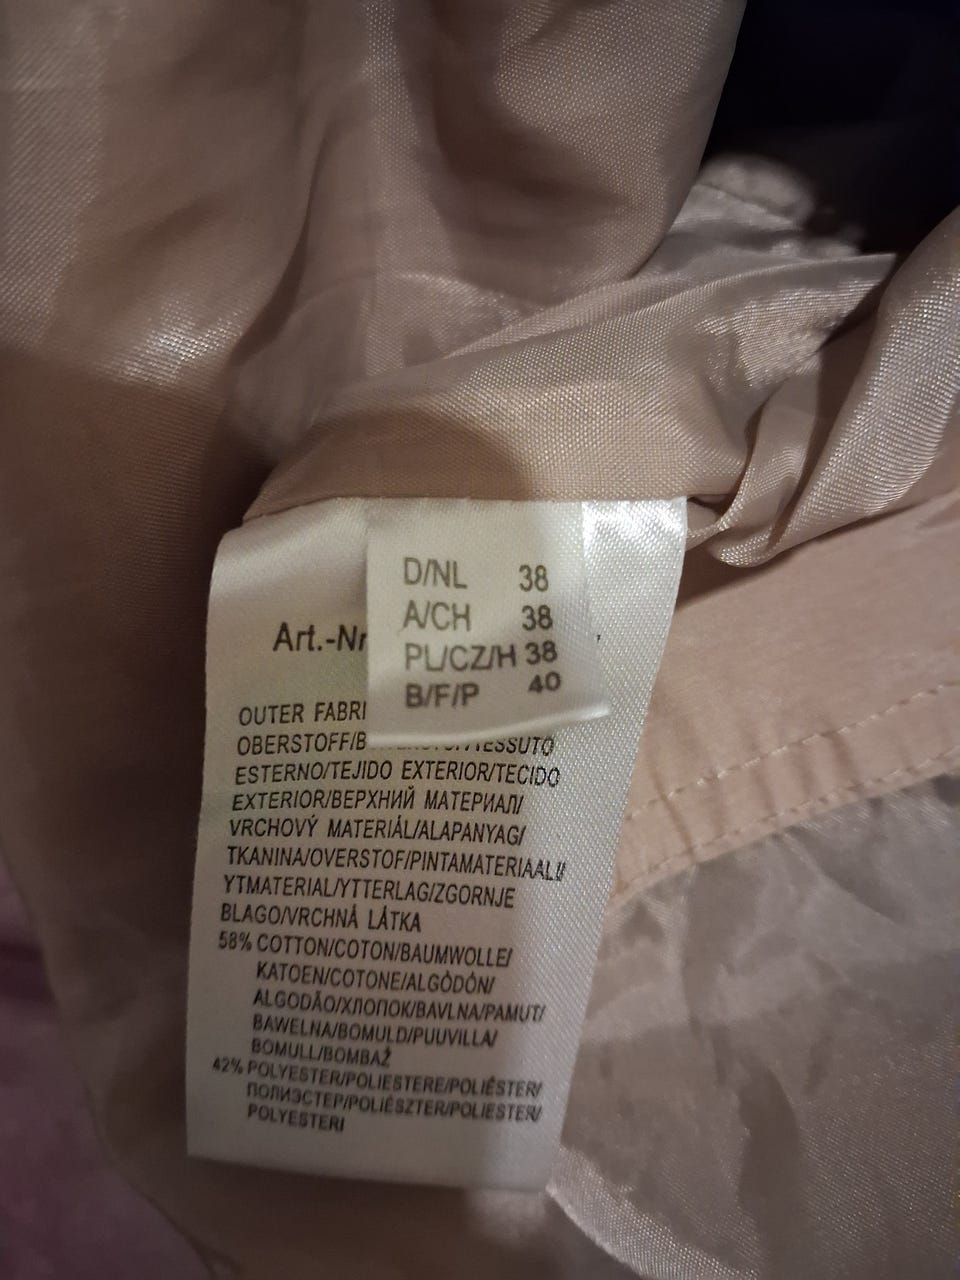 D/NL 38
A/CH 38
PL/CZ/H 38
B/F/P 40
Art.-Nr
OUTER FABRI
OBERSTOFF/B /TESSUTO
ESTERNO/TEJIDO EXTERIOR/TECIDO
EXTERIOR/ВЕРХНИЙ МАТЕРИАЛ/
VRCHOVÝ MATERIÁL/ALAPANYAG/
TKANINA/OVERSTOF/PINTAMATERIAALI/
YTMATERIAL/YTTERLAG/ZGORNJE
BLAGO/VRCHNÁ LÁTKA
58% COTTON/COTON/BAUMWOLLE/
KATOEN/COTONE/ALGÓDÓN/
ALGODÃO/ХЛОПОК/BAVLNA/PAMUT/
BAWEŁNA/BOMULD/PUUVILLA/
BOMULL/BOMBAŽ
42% POLYESTER/POLIESTERE/POLIÉSTER/
ПОЛИЭСТЕР/POLIÉSZTER/POLIESTER/
POLYESTERI